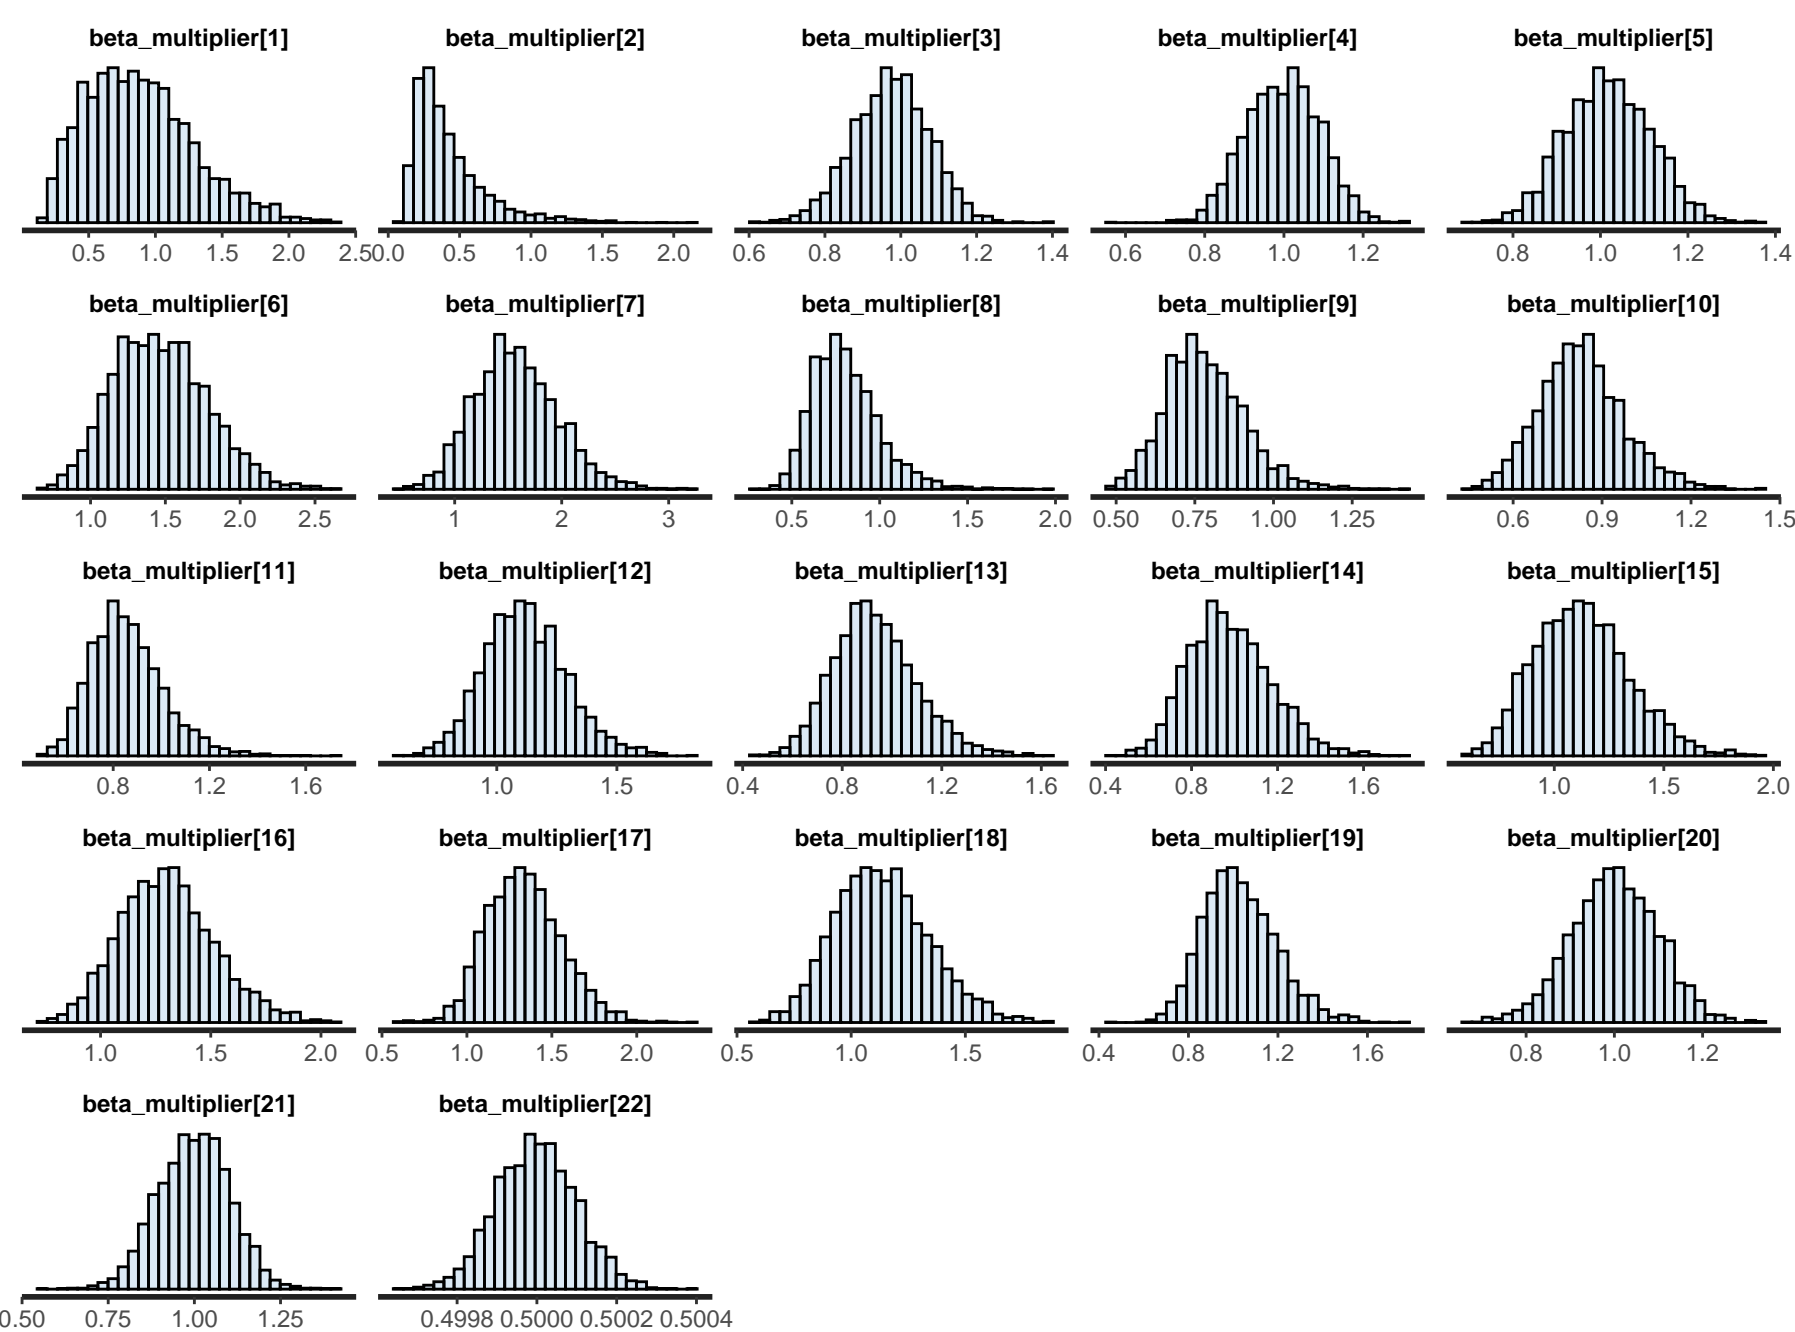 beta_multiplier[1] beta_multiplier[2] beta_multiplier[3] beta_multiplier[4] beta_multiplier[5]
0.5 1.0 1.5 2.0 2.5 0.0 0.5 1.0 1.5 2.0 0.6 0.8 1.0 1.2 1.4 0.6 0.8 1.0 1.2 0.8 1.0 1.2 1.4
beta_multiplier[6] beta_multiplier[7] beta_multiplier[8] beta_multiplier[9] beta_multiplier[10]
1.0 1.5 2.0 2.5 1 2 3 0.5 1.0 1.5 2.0 0.50 0.75 1.00 1.25 0.6 0.9 1.2 1.5
beta_multiplier[11] beta_multiplier[12] beta_multiplier[13] beta_multiplier[14] beta_multiplier[15]
0.8 1.2 1.6 1.0 1.5 0.4 0.8 1.2 1.6 0.4 0.8 1.2 1.6 1.0 1.5 2.0
beta_multiplier[16] beta_multiplier[17] beta_multiplier[18] beta_multiplier[19] beta_multiplier[20]
1.0 1.5 2.0 0.5 1.0 1.5 2.0 0.5 1.0 1.5 0.4 0.8 1.2 1.6 0.8 1.0 1.2
beta_multiplier[21] beta_multiplier[22]
0.50 0.75 1.00 1.25 0.4998 0.5000 0.5002 0.5004